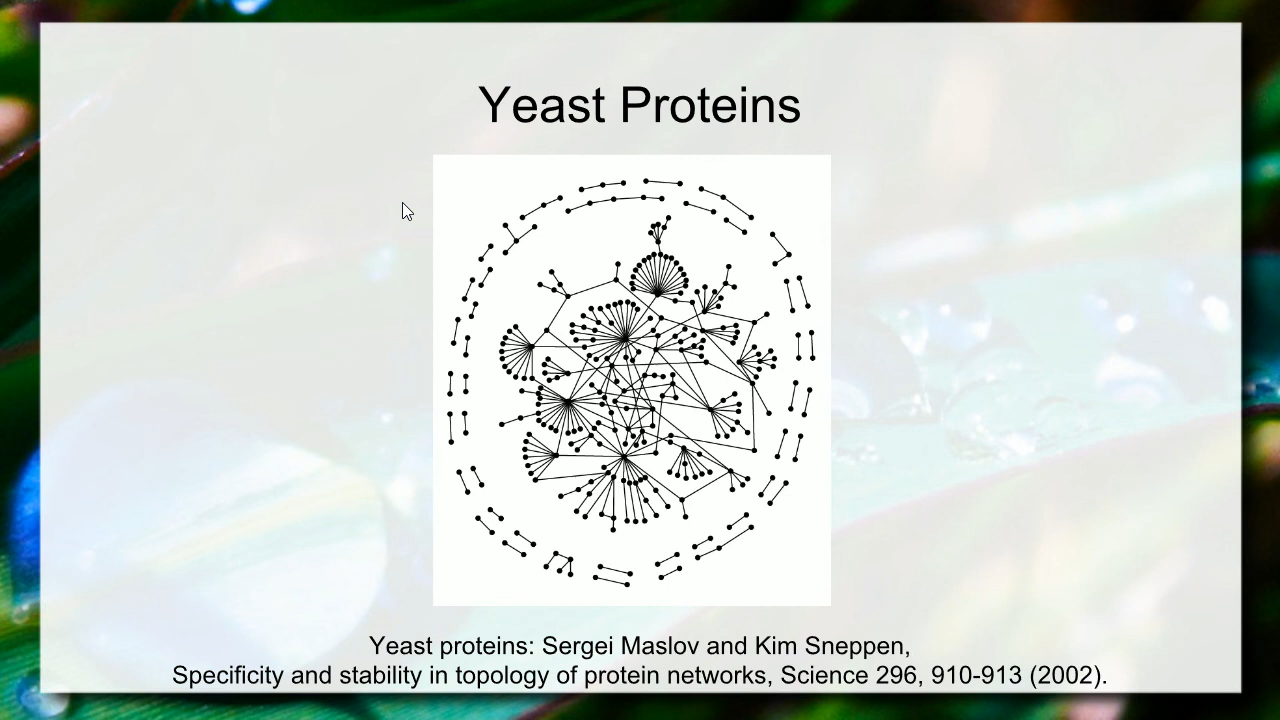 Yeast Proteins
Yeast proteins: Sergei Maslov and Kim Sneppen,
Specificity and stability in topology of protein networks, Science 296, 910-913 (2002).